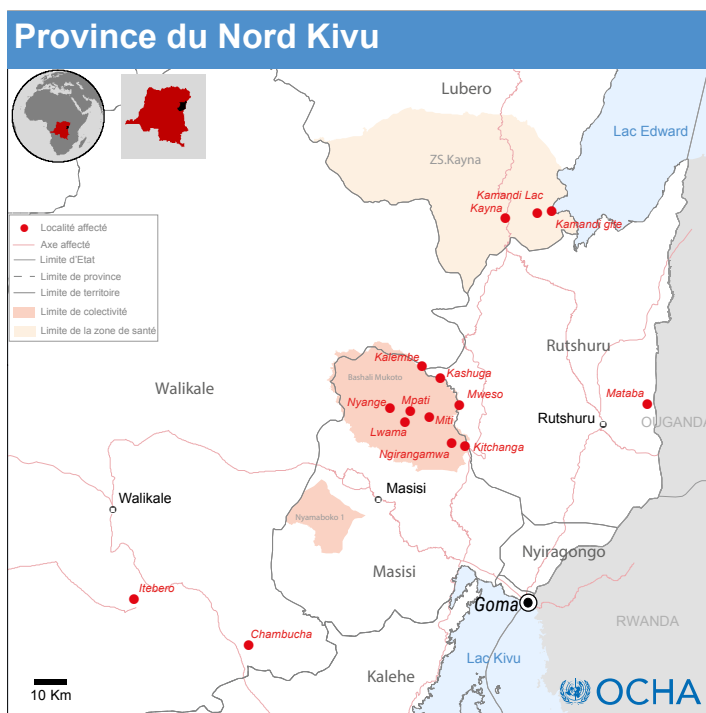 Province du Nord Kivu
Lubero
Lac Edward
ZS.Kayna
Kamandi Lac
Kayna
Kamandi gite
Localité affecté
Axe affecté
Limite d'Etat
Limite de province
Limite de territoire
Limite de colectivité
Limite de la zone de santé
Rutshuru
Kalembe
Bashali Mukoto
Kashuga
Walikale
Nyange
Mpati
Mweso
Mataba
Miti
OUGANDA
Lwama
Rutshuru
Ngirangamwa
Kitchanga
Masisi
Walikale
Nyamaboko 1
Nyiragongo
Masisi
Itebero
Goma
RWANDA
Chambucha
Lac Kivu
Kalehe
10 Km
OCHA